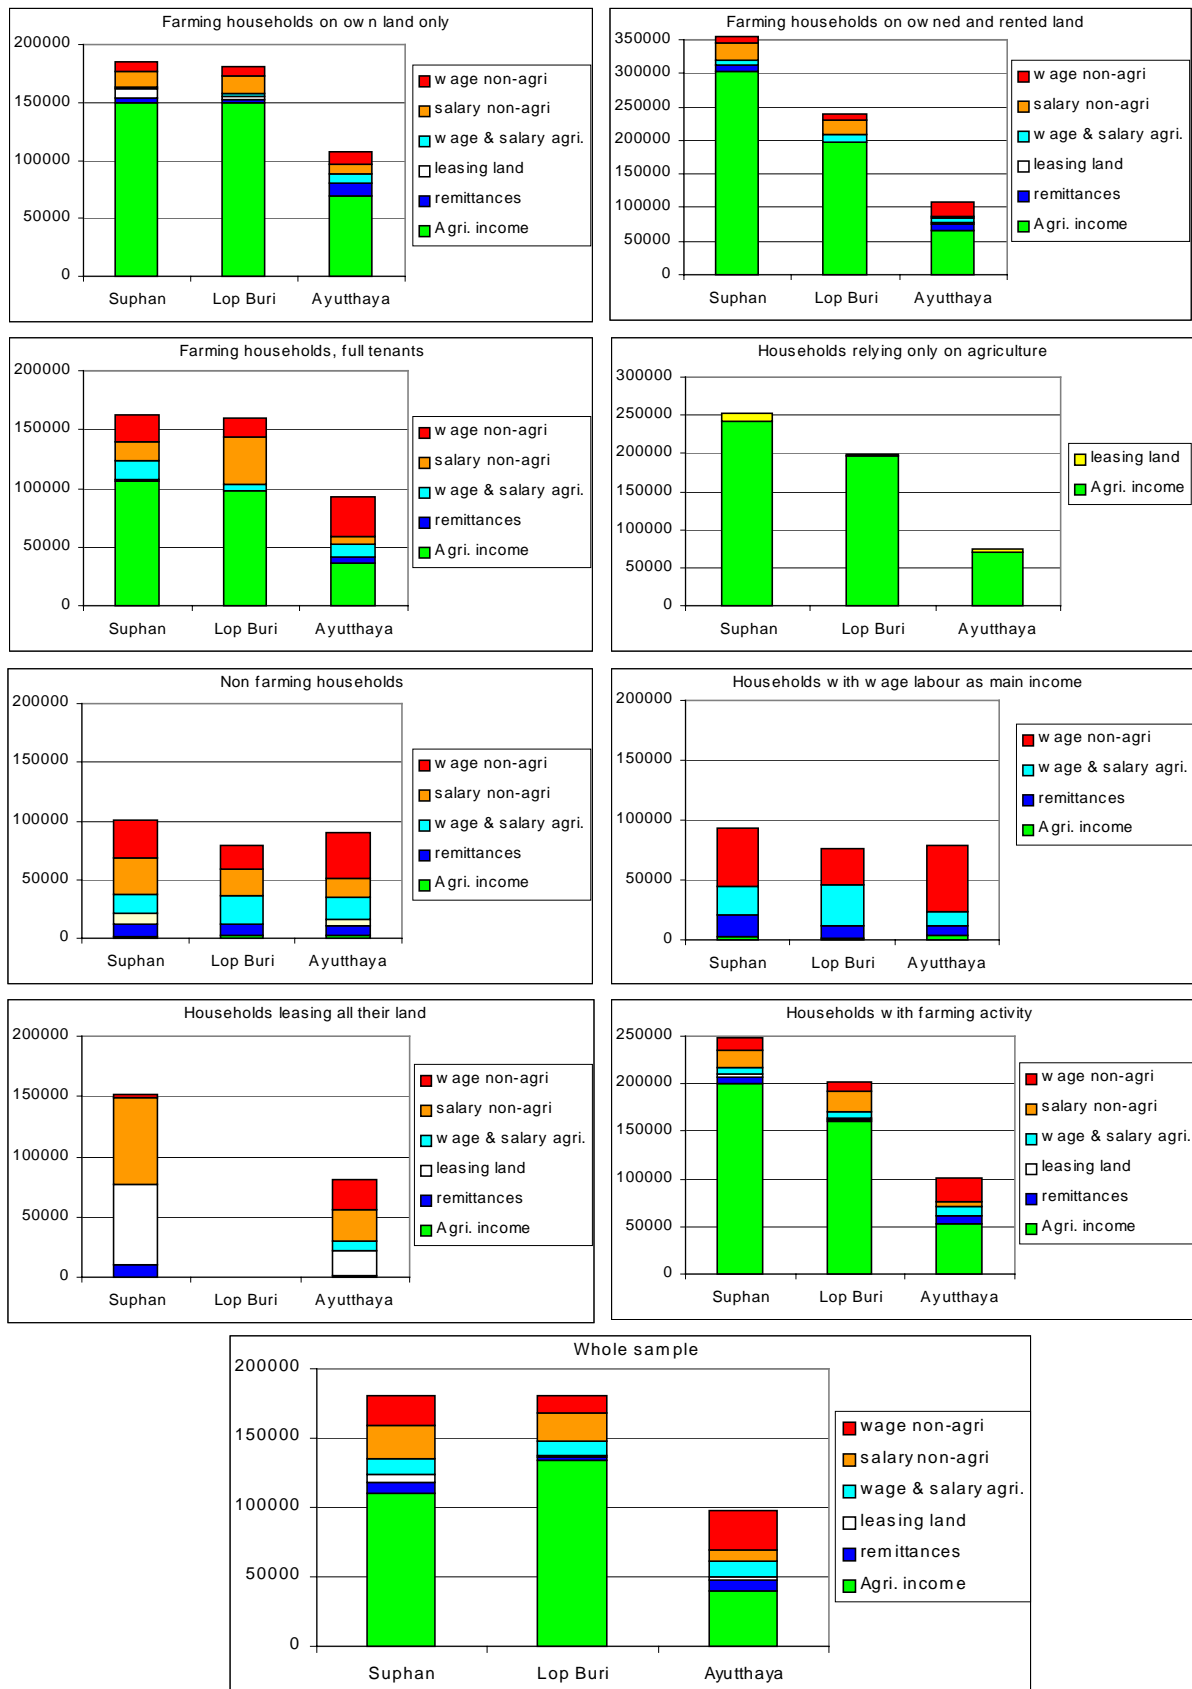 Farming households on own land only
200000
150000
100000
50000
0
Suphan Lop Buri Ayutthaya
wage non-agri
salary non-agri
wage & salary agri.
leasing land
remittances
Agri. income
Farming households on owned and rented land
350000
300000
250000
200000
150000
100000
50000
0
Suphan Lop Buri Ayutthaya
wage non-agri
salary non-agri
wage & salary agri.
leasing land
remittances
Agri. income
Farming households, full tenants
200000
150000
100000
50000
0
Suphan Lop Buri Ayutthaya
wage non-agri
salary non-agri
wage & salary agri.
remittances
Agri. income
Households relying only on agriculture
300000
250000
200000
150000
100000
50000
0
Suphan Lop Buri Ayutthaya
leasing land
Agri. income
Non farming households
200000
150000
100000
50000
0
Suphan Lop Buri Ayutthaya
wage non-agri
salary non-agri
wage & salary agri.
remittances
Agri. income
Households with wage labour as main income
200000
150000
100000
50000
0
Suphan Lop Buri Ayutthaya
wage non-agri
wage & salary agri.
remittances
Agri. income
Households leasing all their land
200000
150000
100000
50000
0
Suphan Lop Buri Ayutthaya
wage non-agri
salary non-agri
wage & salary agri.
leasing land
remittances
Agri. income
Households with farming activity
250000
200000
150000
100000
50000
0
Suphan Lop Buri Ayutthaya
wage non-agri
salary non-agri
wage & salary agri.
leasing land
remittances
Agri. income
Whole sample
200000
150000
100000
50000
0
Suphan Lop Buri Ayutthaya
wage non-agri
salary non-agri
wage & salary agri.
leasing land
remittances
Agri. income